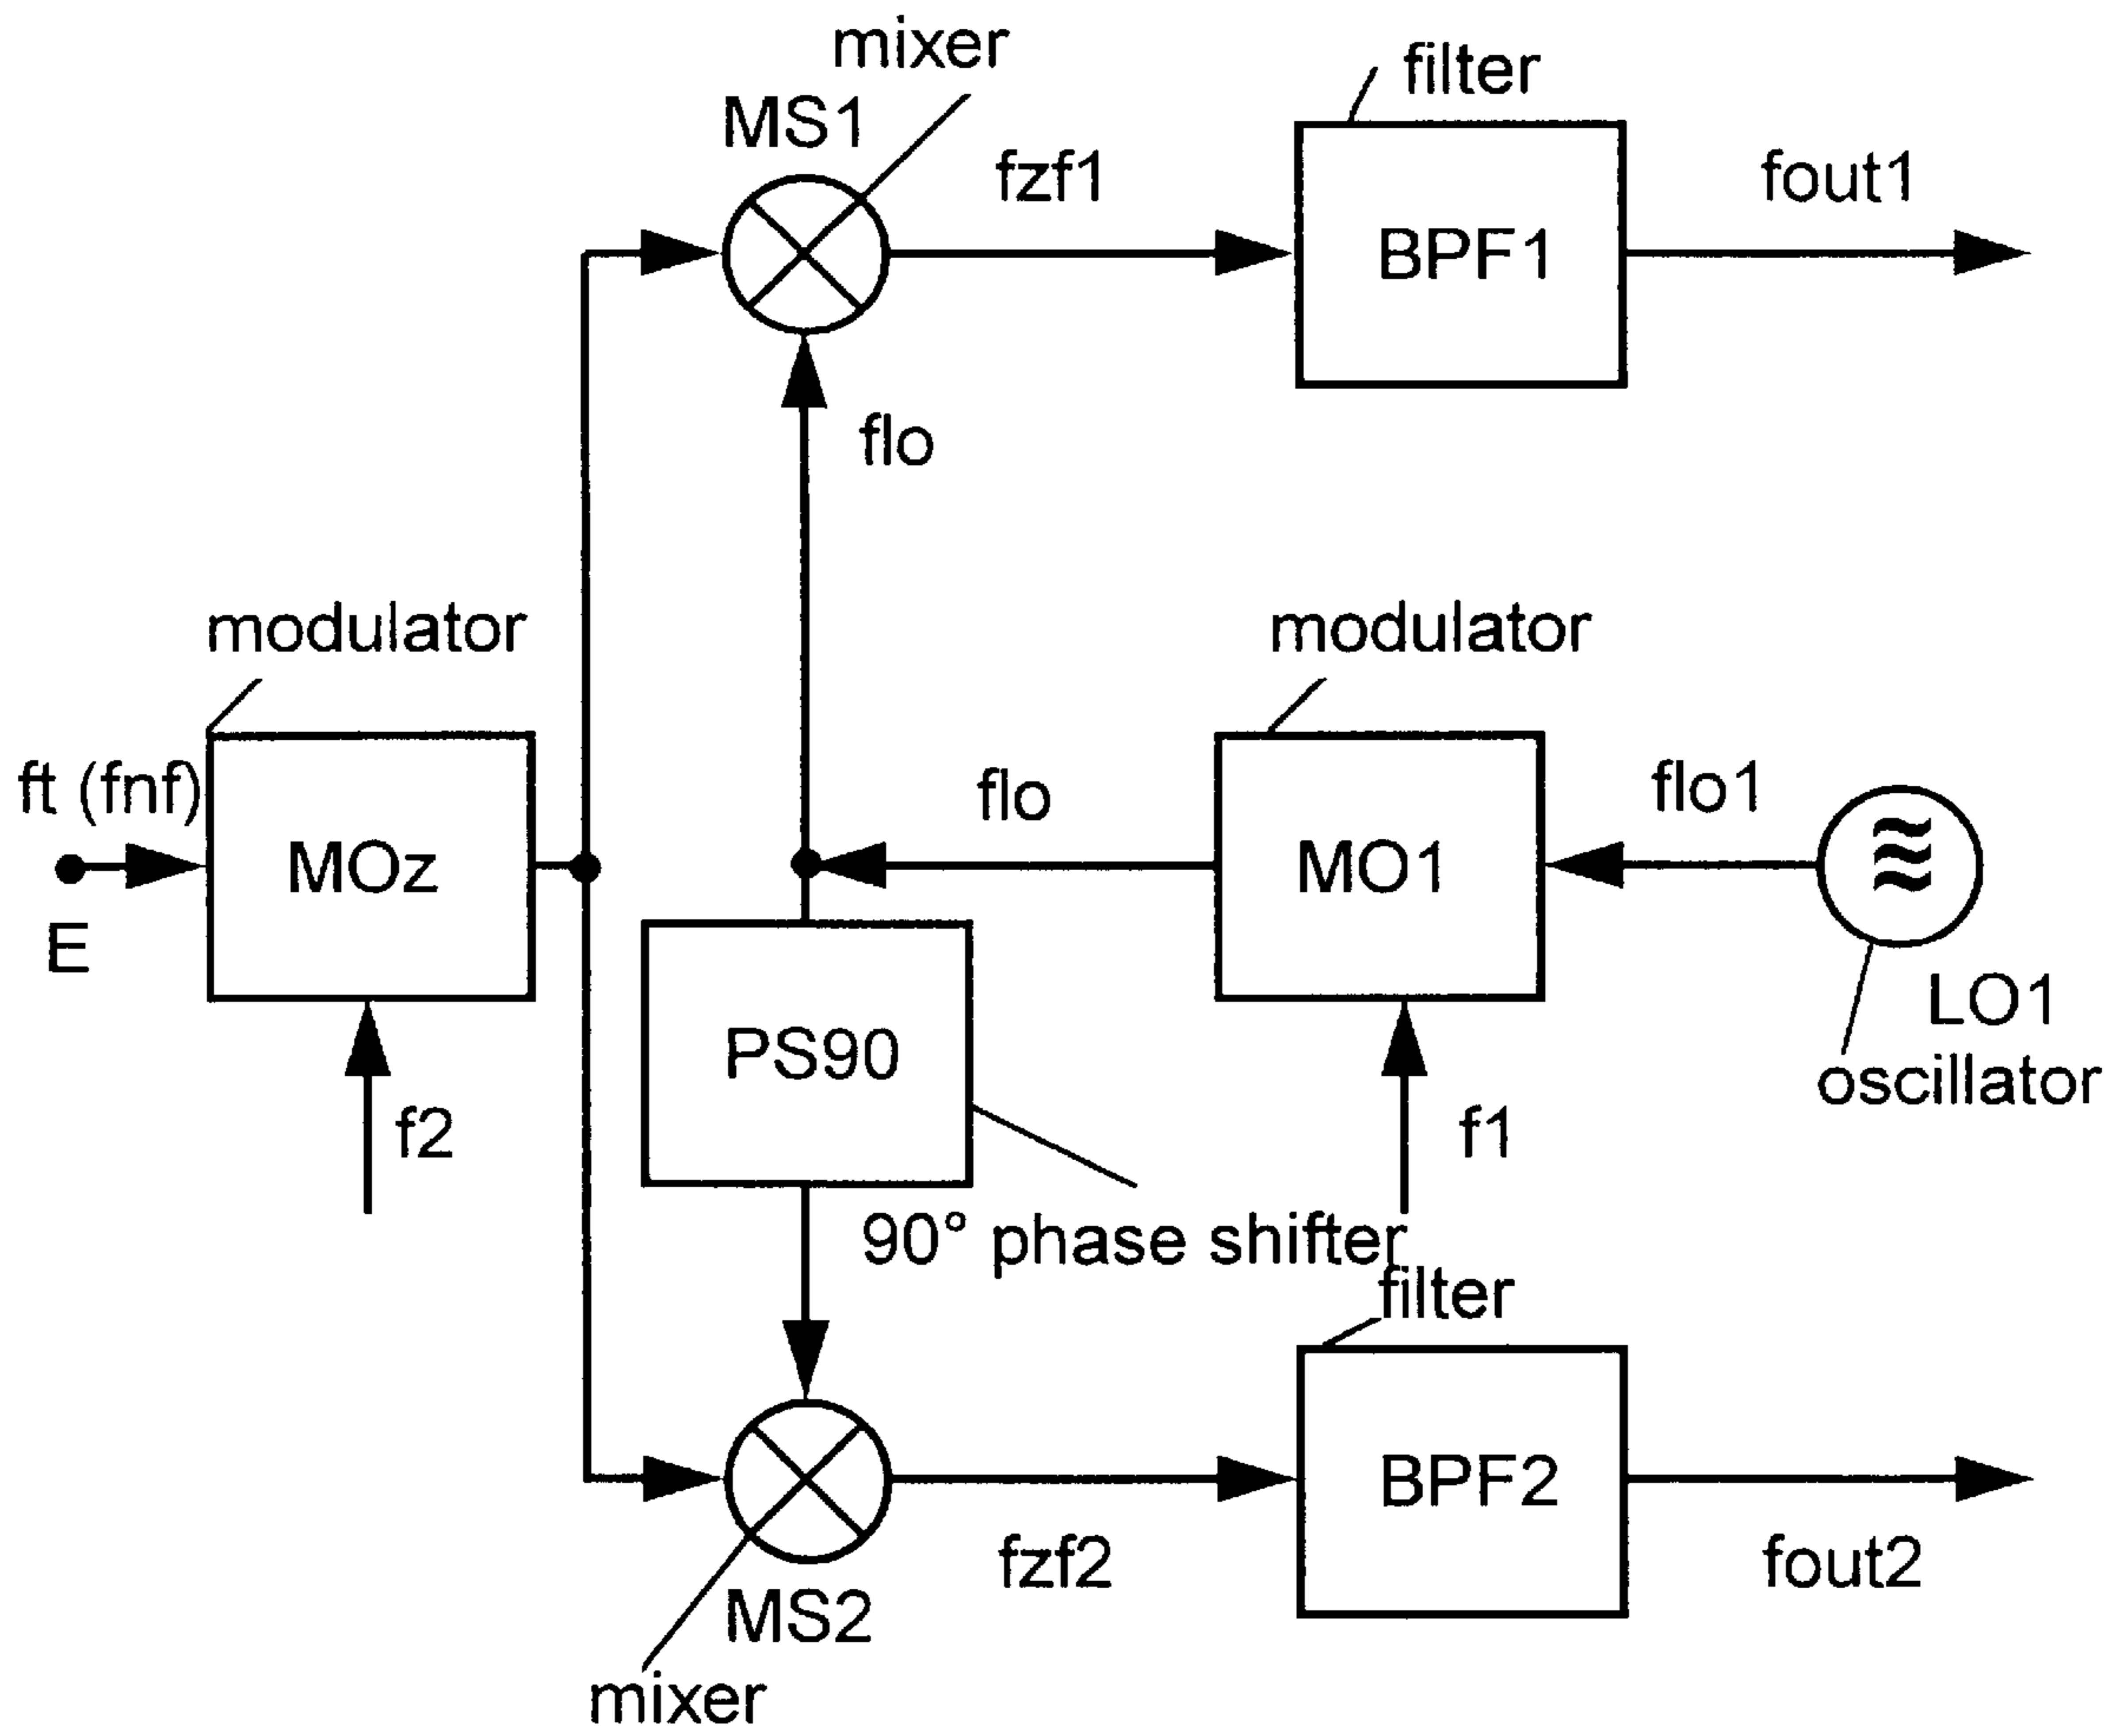 mixer
filter
MS1
fzf1
fout1
BPF1
flo
modulator
modulator
ft (fnf)
flo
flo1
MOz
MO1
E
LO1
PS90
oscillator
f2
f1
90° phase shifter
filter
BPF2
fzf2
fout2
MS2
mixer